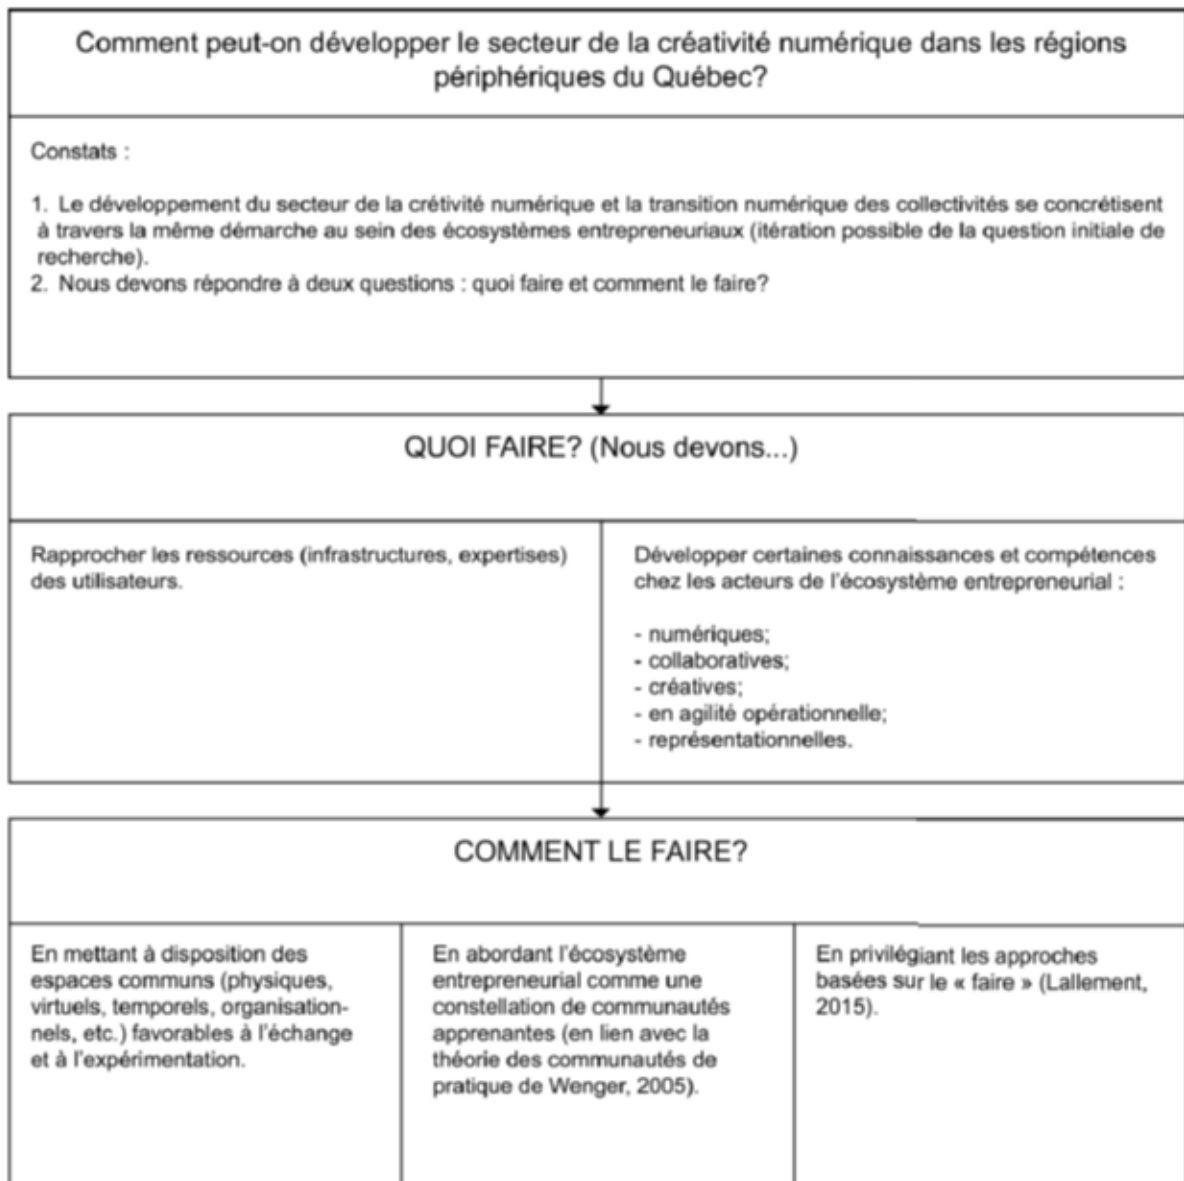 Comment peut-on développer le secteur de la créativité numérique dans les régions
périphériques du Québec?
Constats :
1. Le développement du secteur de la crétivité numérique et la transition numérique des collectivités se concrétisent
à travers la même démarche au sein des écosystèmes entrepreneuriaux (itération possible de la question initiale de
recherche).
2. Nous devons répondre à deux questions : quoi faire et comment le faire?
QUOI FAIRE? (Nous devons...)
Rapprocher les ressources (infrastructures, expertises)
des utilisateurs.
Développer certaines connaissances et compétences
chez les acteurs de l'écosystème entrepreneurial :
- numériques;
- collaboratives;
- créatives;
- en agilité opérationnelle;
- représentationnelles.
COMMENT LE FAIRE?
En mettant à disposition des
espaces communs (physiques,
virtuels, temporels, organisation-
nels, etc.) favorables à l'échange
et à l'expérimentation.
En abordant l'écosystème
entrepreneurial comme une
constellation de communautés
apprenantes (en lien avec la
théorie des communautés de
pratique de Wenger, 2005).
En privilégiant les approches
basées sur le « faire » (Lallement,
2015).